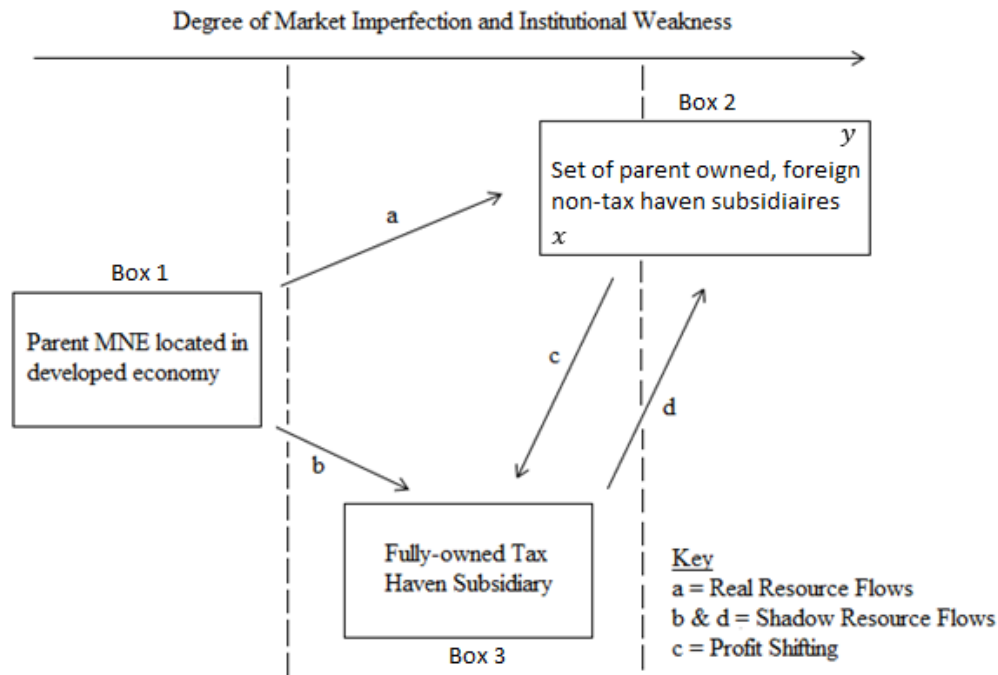 Degree of Market Imperfection and Institutional Weakness
Box 2
y
Set of parent owned, foreign
non-tax haven subsidiaires
x
a
Box 1
Parent MNE located in
developed economy
c
d
b
Fully-owned Tax
Haven Subsidiary
Box 3
Key
a = Real Resource Flows
b & d = Shadow Resource Flows
c = Profit Shifting